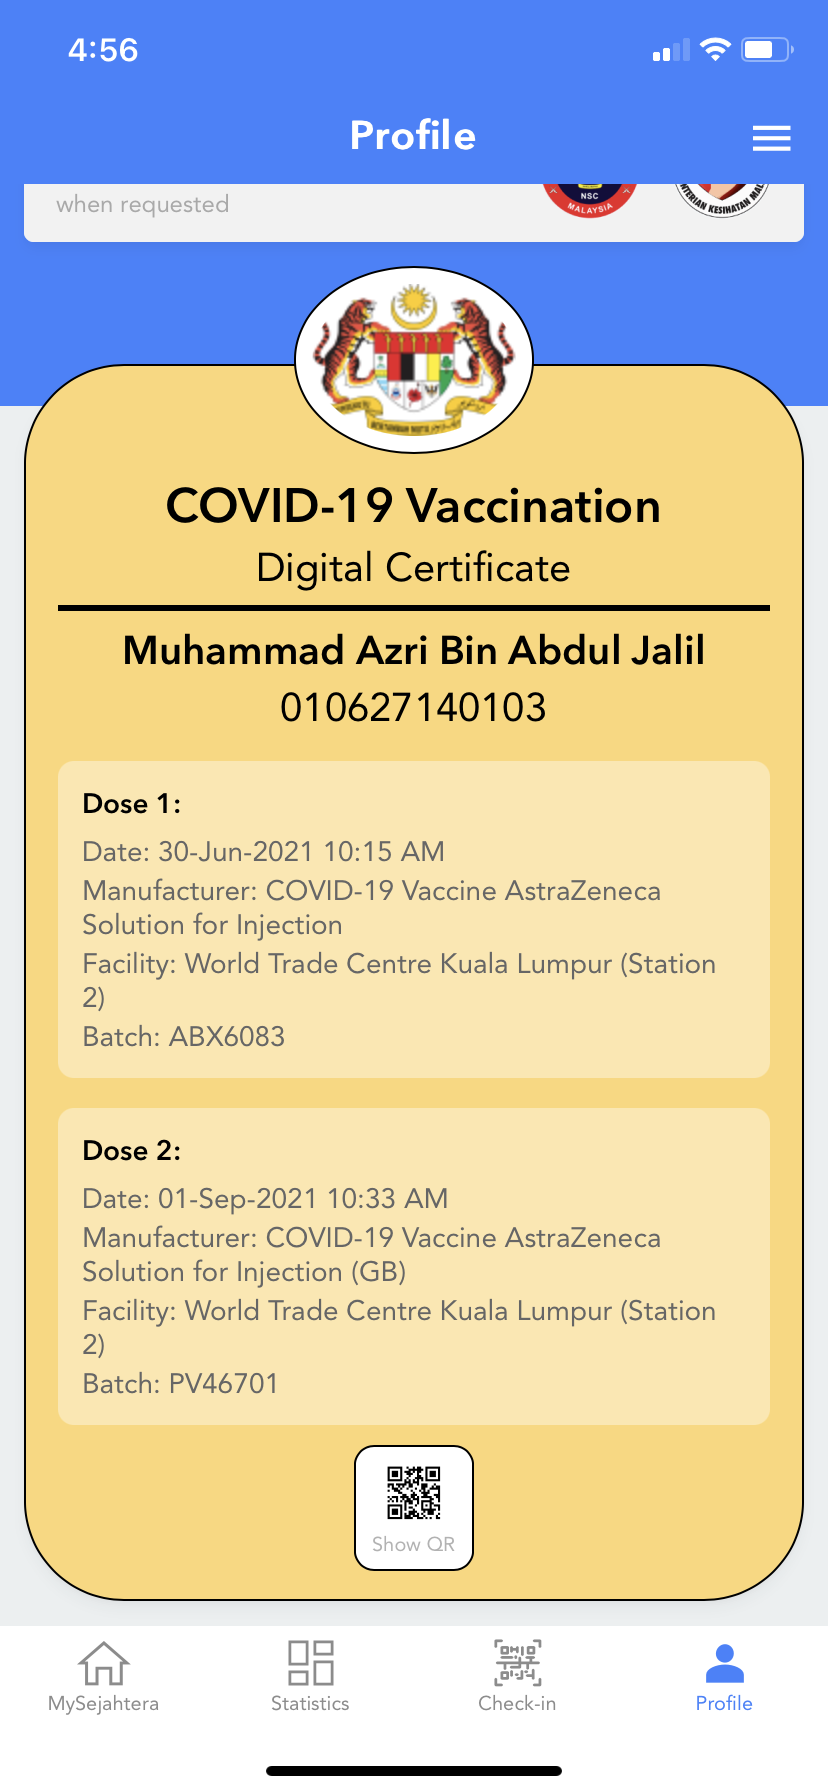 4:56
Profile
when requested
NSC
MALAYSIA
KESIHATAN
COVID-19 Vaccination
Digital Certificate
Muhammad Azri Bin Abdul Jalil
010627140103
Dose 1:
Date: 30-Jun-2021 10:15 AM
Manufacturer: COVID-19 Vaccine AstraZeneca
Solution for Injection
Facility: World Trade Centre Kuala Lumpur (Station
2)
Batch: ABX6083
Dose 2:
Date: 01-Sep-2021 10:33 AM
Manufacturer: COVID-19 Vaccine AstraZeneca
Solution for Injection (GB)
Facility: World Trade Centre Kuala Lumpur (Station
2)
Batch: PV46701
Show QR
MySejahtera
Statistics
Check-in
Profile